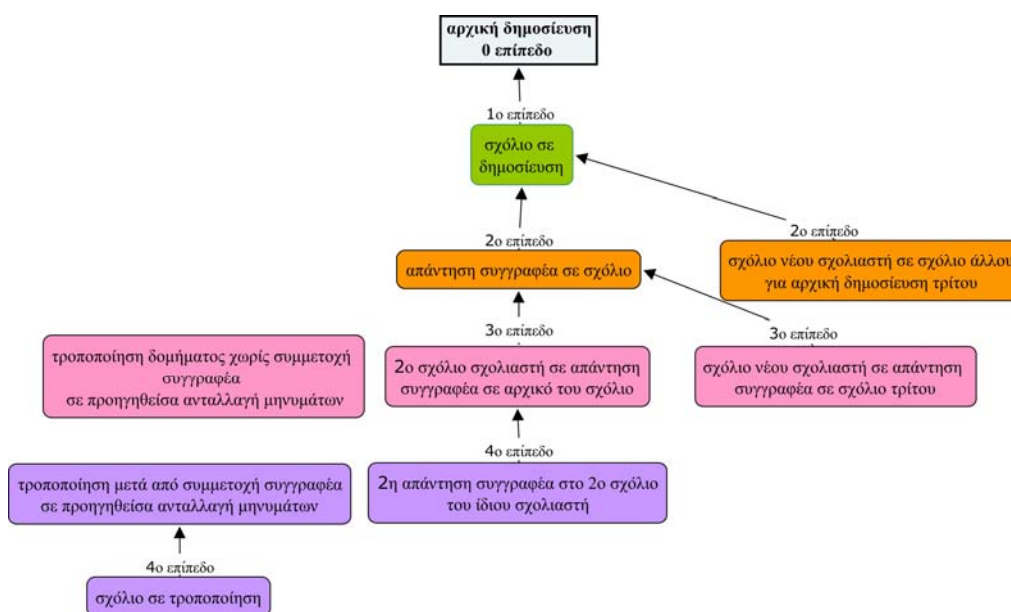 αρχική δημοσίευση
0 επίπεδο
1ο επίπεδο
σχόλιο σε
δημοσίευση
2ο επίπεδο
απάντηση συγγραφέα σε σχόλιο
2ο επίπεδο
σχόλιο νέου σχολιαστή σε σχόλιο άλλου
για αρχική δημοσίευση τρίτου
3ο επίπεδο
3ο επίπεδο
τροποποίηση δομήματος χωρίς συμμετοχή
συγγραφέα
σε προηγηθείσα ανταλλαγή μηνυμάτων
2ο σχόλιο σχολιαστή σε απάντηση
συγγραφέα σε αρχικό του σχόλιο
σχόλιο νέου σχολιαστή σε απάντηση
συγγραφέα σε σχόλιο τρίτου
4ο επίπεδο
τροποποίηση μετά από συμμετοχή συγγραφέα
σε προηγηθείσα ανταλλαγή μηνυμάτων
2η απάντηση συγγραφέα στο 2ο σχόλιο
του ίδιου σχολιαστή
4ο επίπεδο
σχόλιο σε τροποποίηση